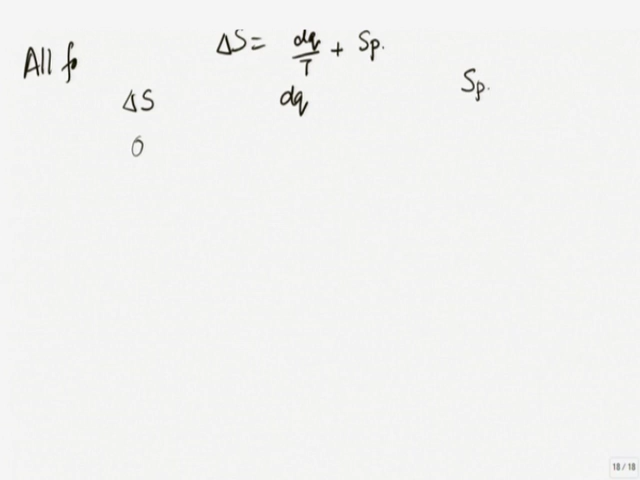 ΔS = dq/T + Sp.
All f
ΔS dq Sp.
0
18 / 18